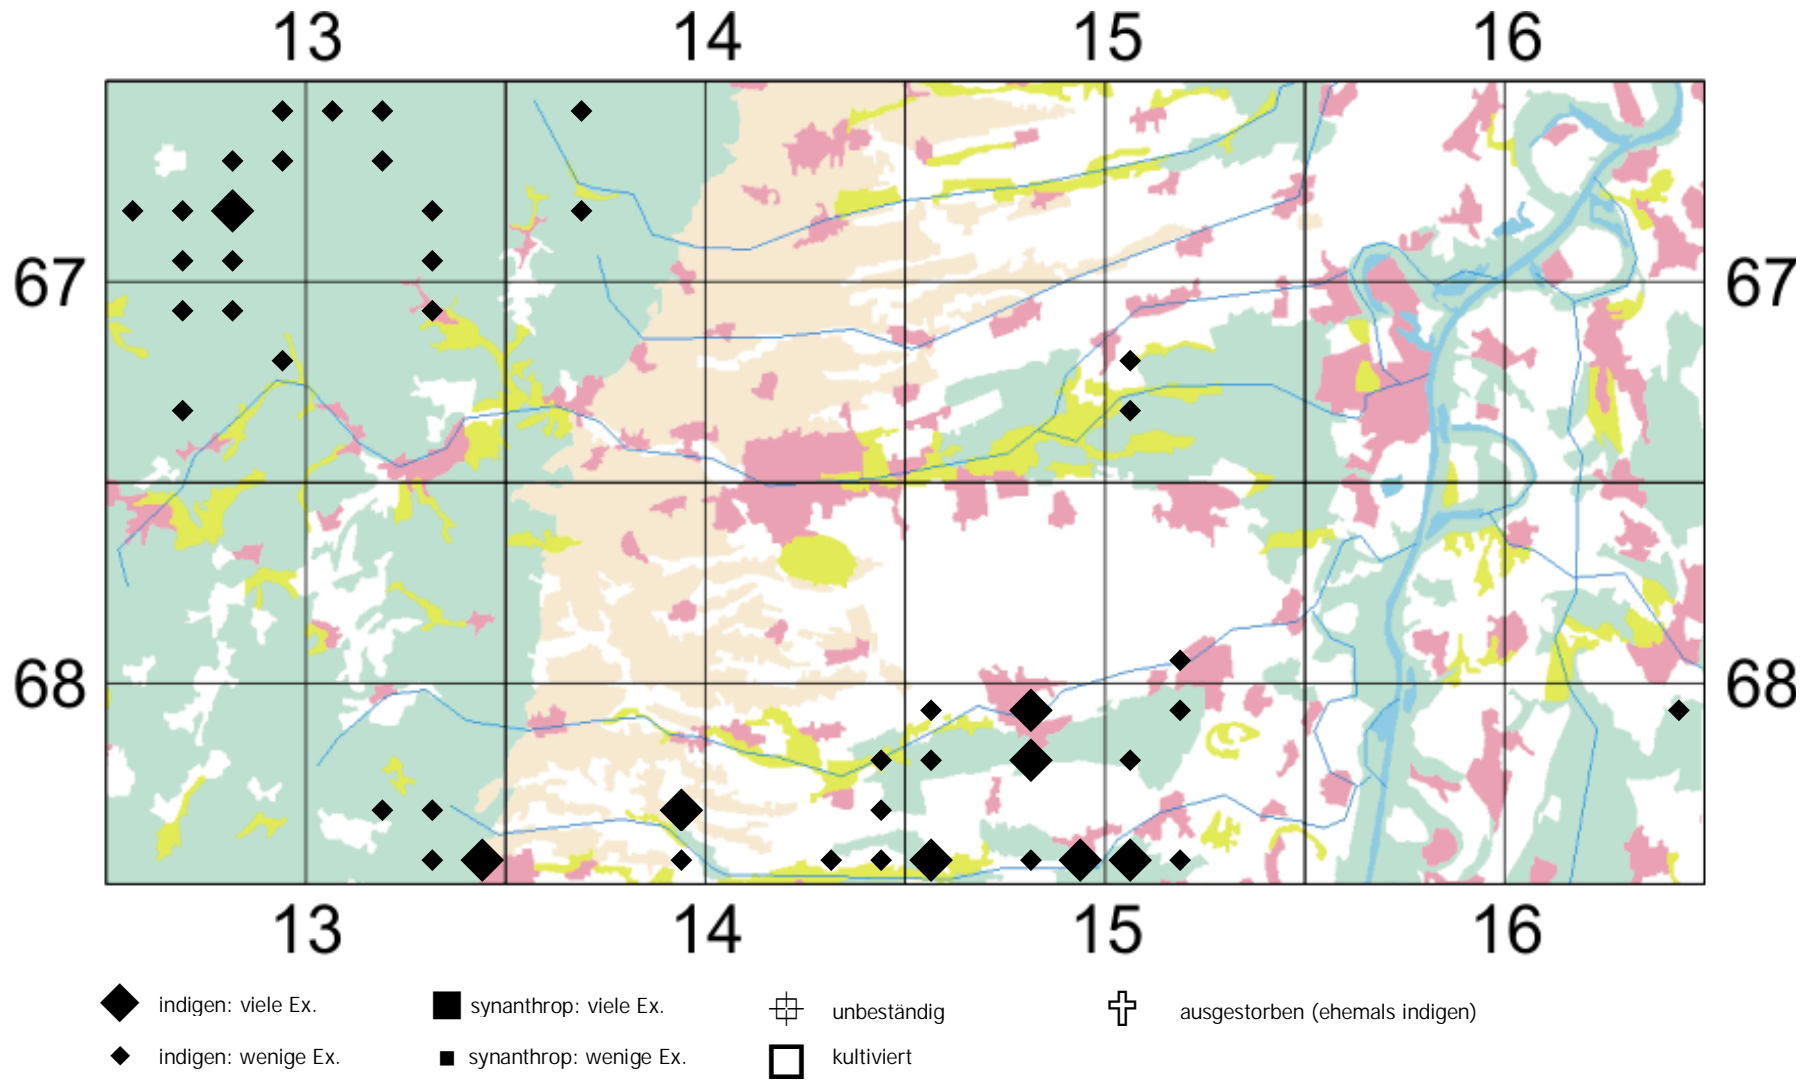 13 14 15 16
67 67
68 68
13 14 15 16
indigen: viele Ex. synanthrop: viele Ex. unbeständig ausgestorben (ehemals indigen)
indigen: wenige Ex. synanthrop: wenige Ex. kultiviert